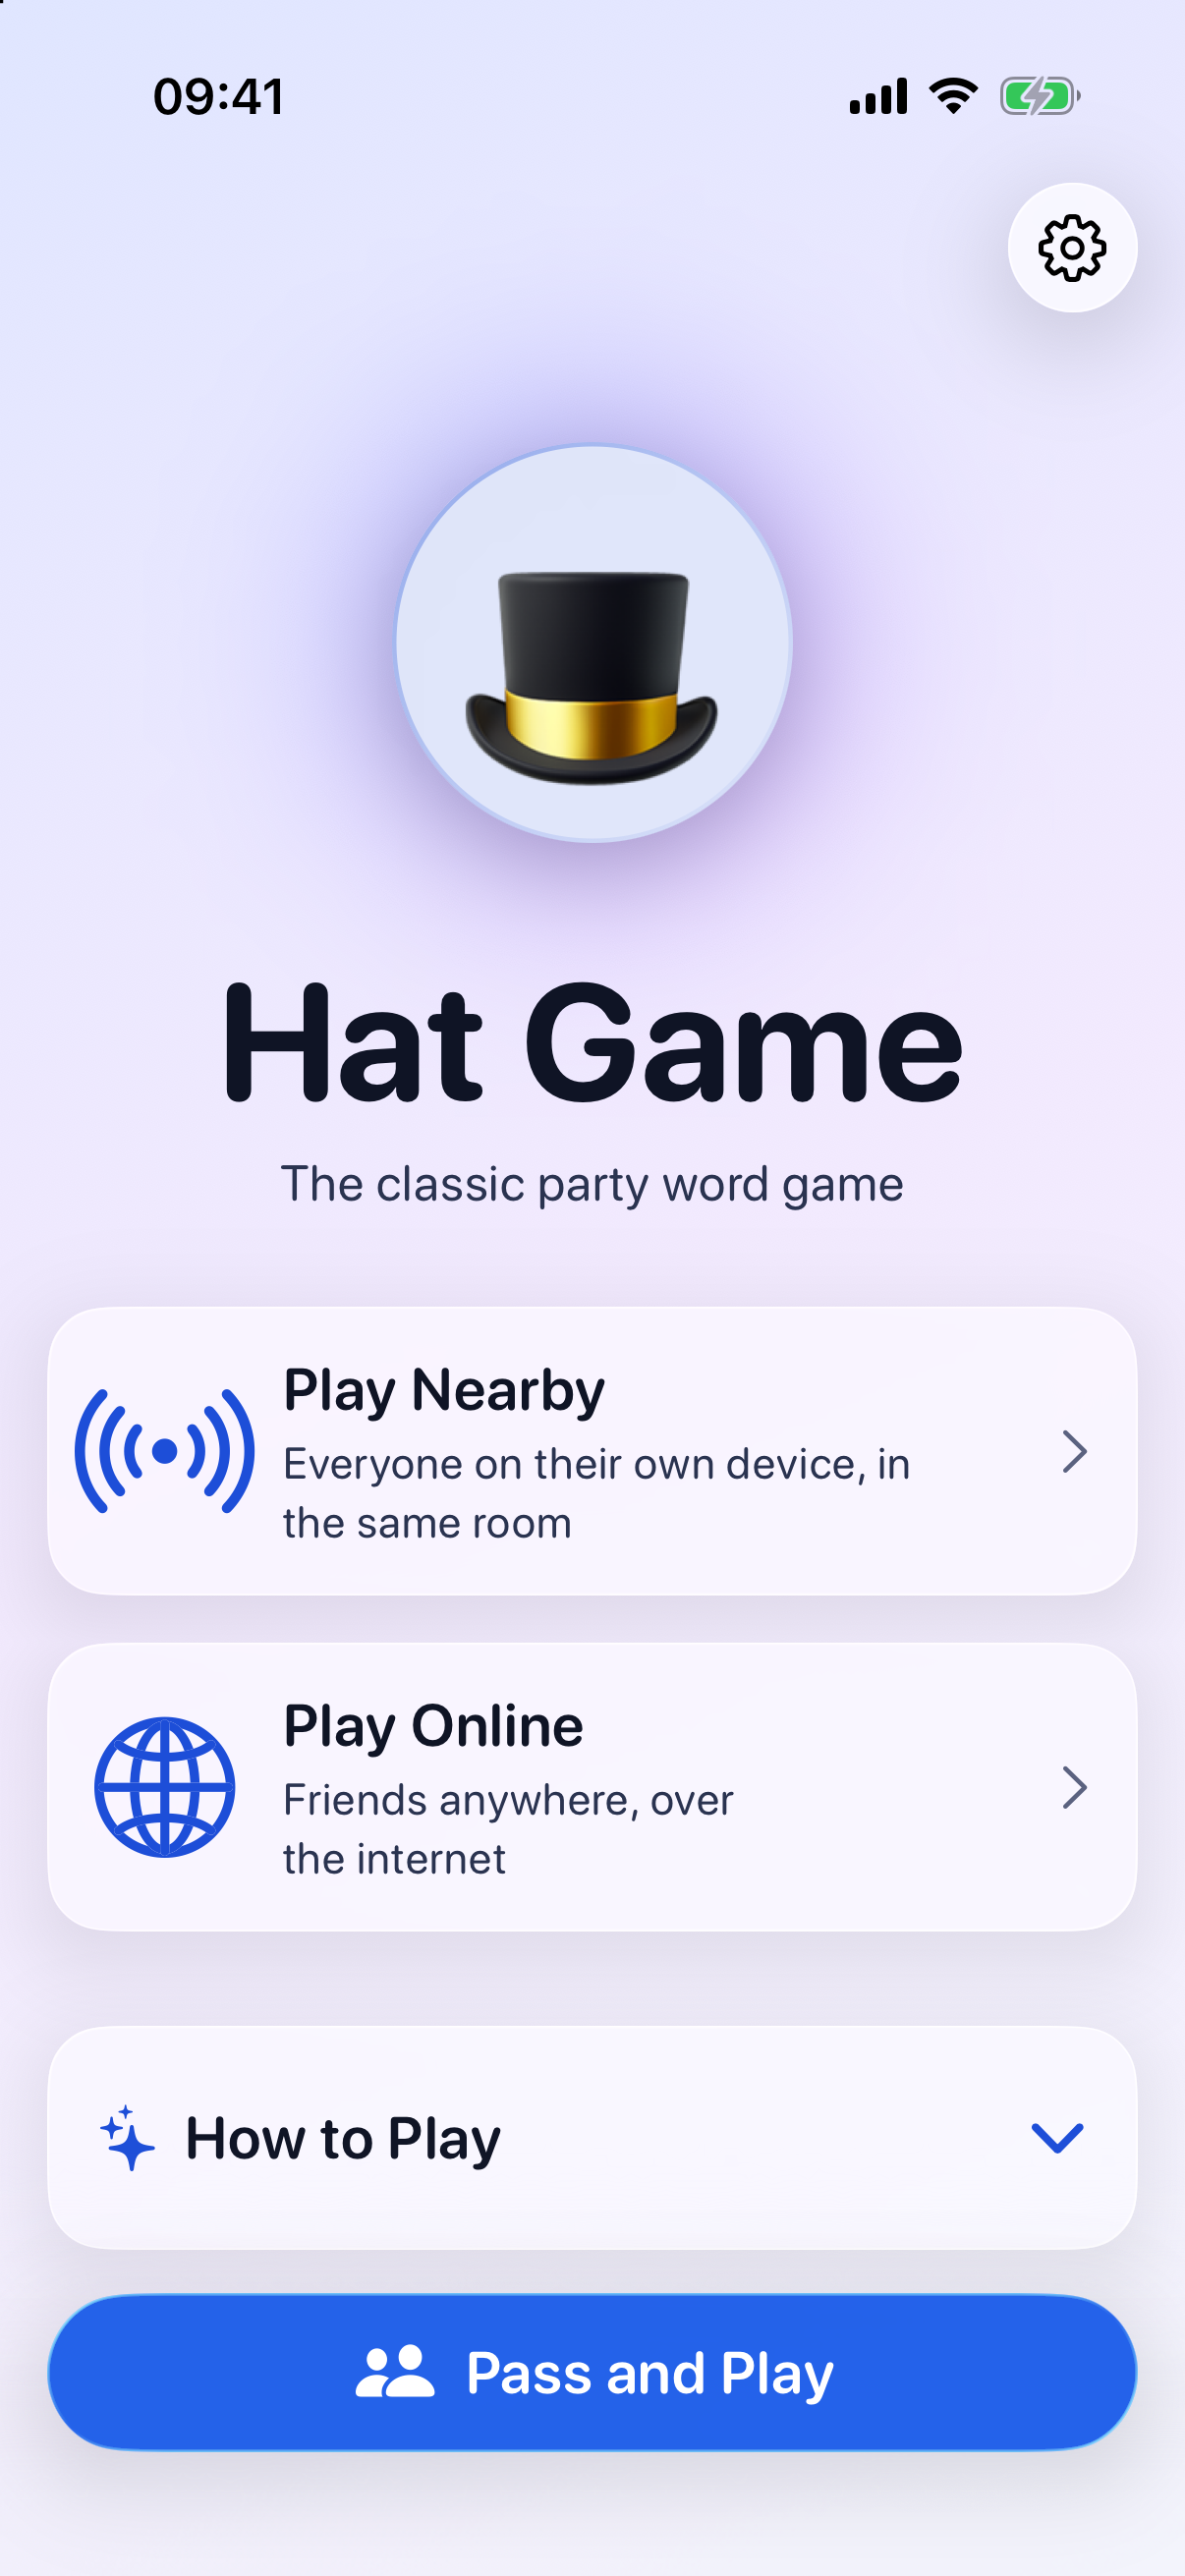 09:41
Hat Game
The classic party word game
Play Nearby
Everyone on their own device, in
the same room
Play Online
Friends anywhere, over
the internet
How to Play
Pass and Play